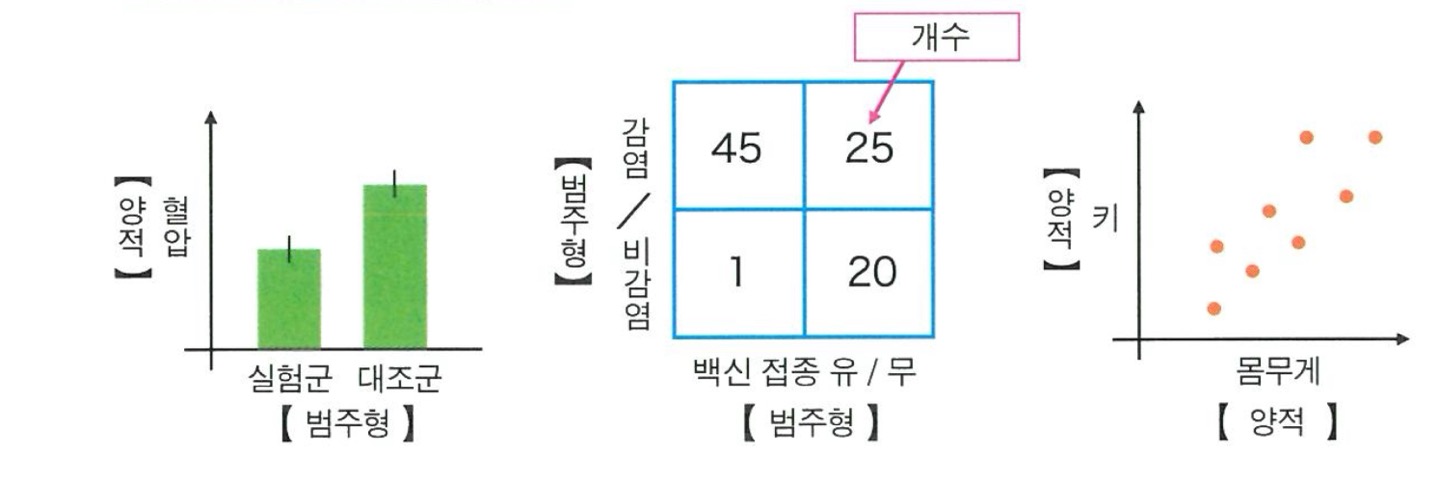 【양적】
혈압
실험군 대조군
【 범주형 】
개수
【범주형】
감염 / 비감염
45 25
1 20
백신 접종 유 / 무
【 범주형 】
【양적】
키
몸무게
【 양적 】